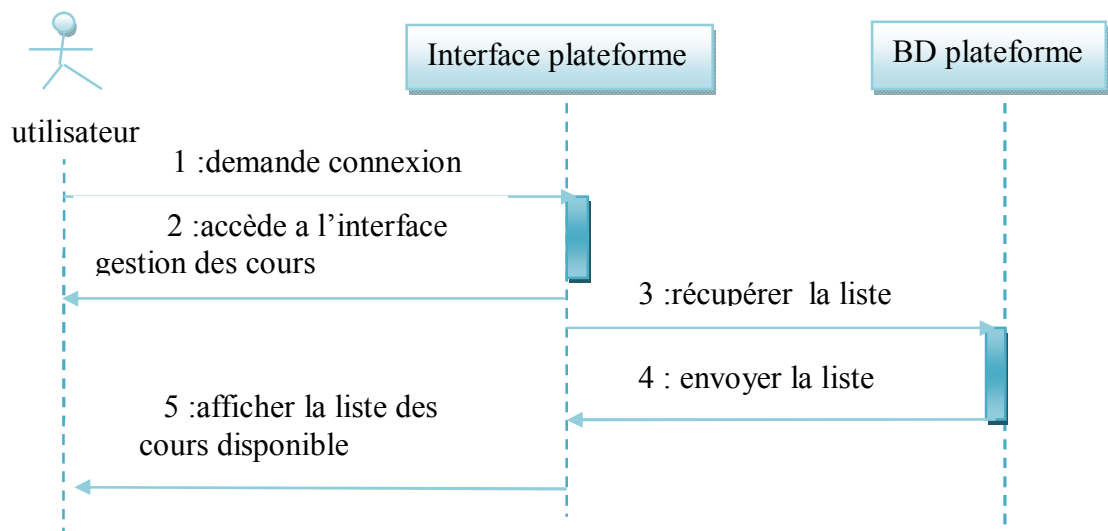 Interface plateforme
BD plateforme
utilisateur
1 :demande connexion
2 :accède a l’interface
gestion des cours
3 :récupérer la liste
4 : envoyer la liste
5 :afficher la liste des
cours disponible